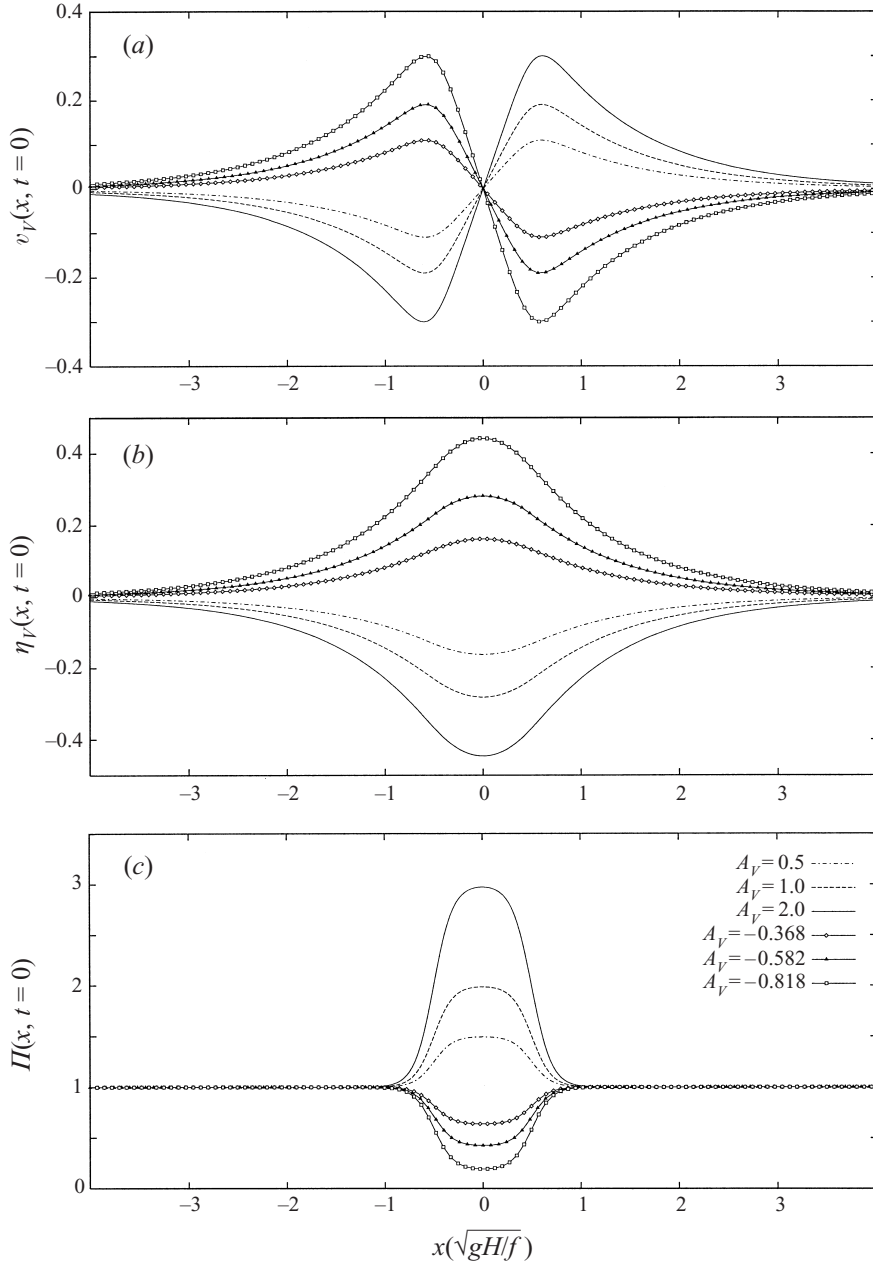 0.4
(a)
0.2
v_V(x, t = 0)
0
−0.2
−0.4
−3 −2 −1 0 1 2 3
(b)
0.4
0.2
η_V(x, t = 0)
0
−0.2
−0.4
−3 −2 −1 0 1 2 3
(c)
A_V = 0.5
3
A_V = 1.0
A_V = 2.0
A_V = −0.368
A_V = −0.582
2
A_V = −0.818
Π(x, t = 0)
1
0
−3 −2 −1 0 1 2 3
x(√gH/f)